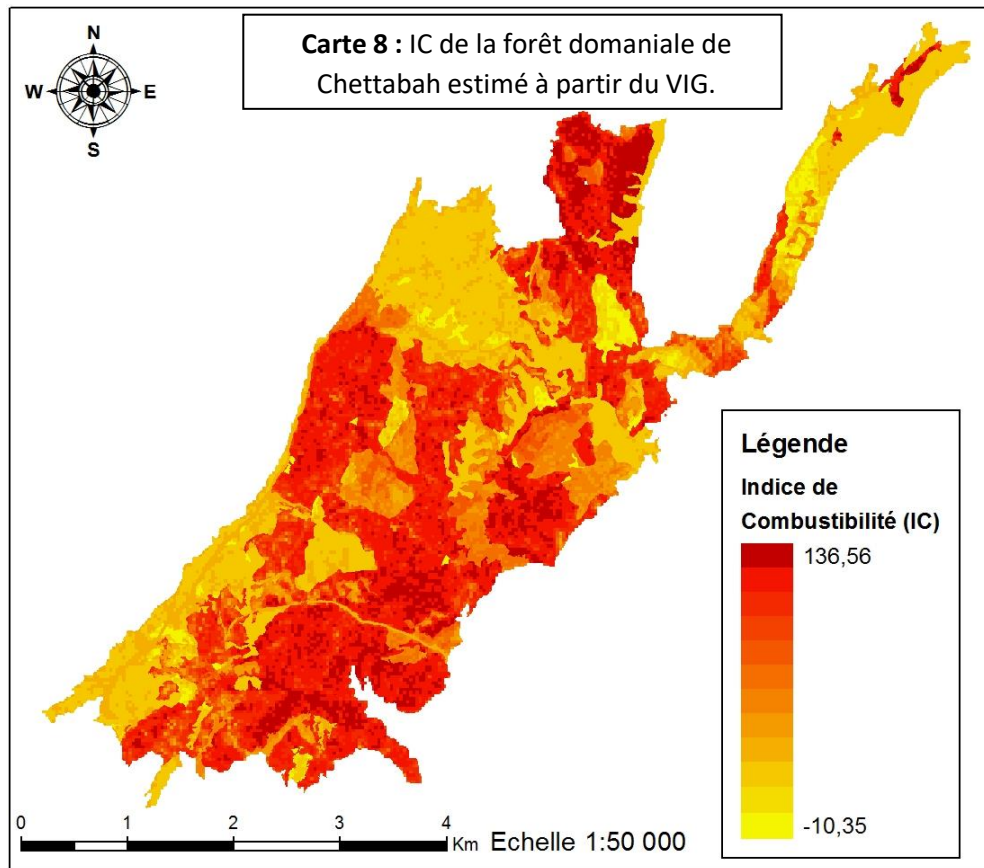 Carte 8 : IC de la forêt domaniale de
Chettabah estimé à partir du VIG.
N
W E
S
Légende
Indice de
Combustibilité (IC)
136,56
-10,35
0 1 2 3 4
Km Echelle 1:50 000